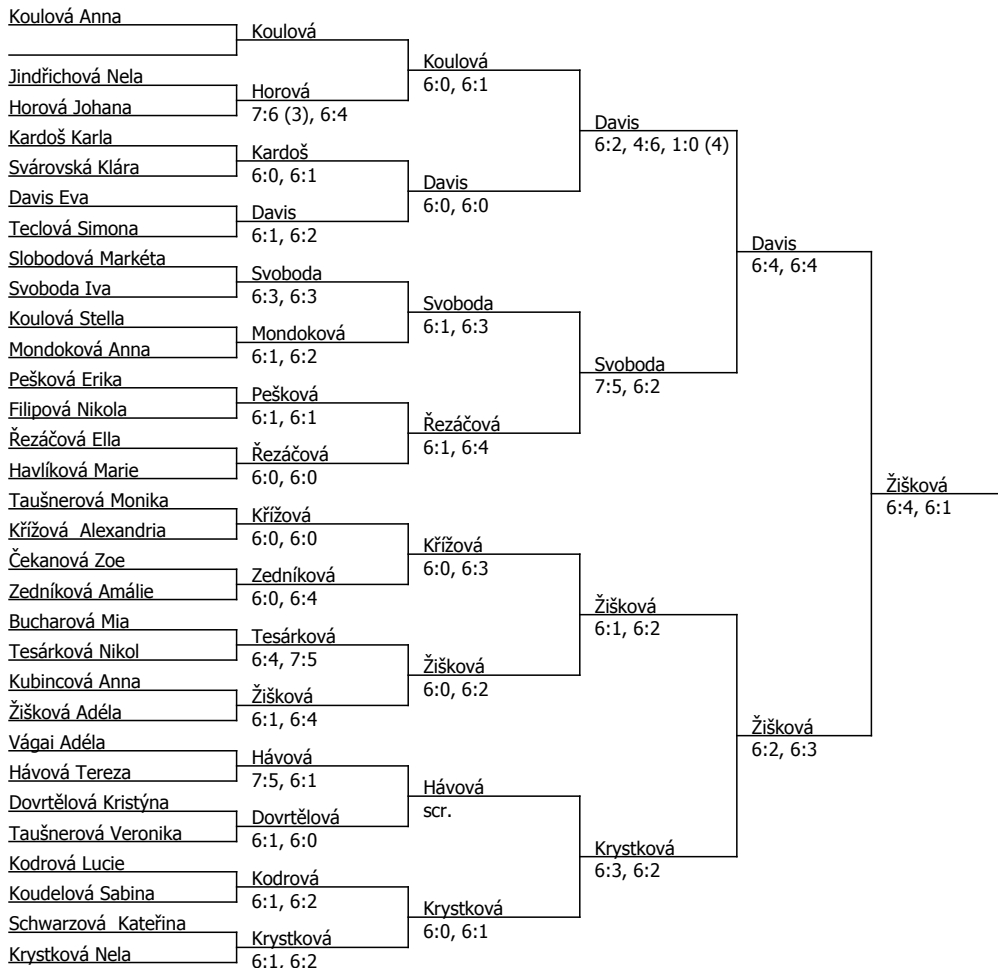 Koulová Anna
Jindřichová Nela
Horová Johana
Kardoš Karla
Svárovská Klára
Davis Eva
Teclová Simona
Slobodová Markéta
Svoboda Iva
Koulová Stella
Mondoková Anna
Pešková Erika
Filipová Nikola
Řezáčová Ella
Havlíková Marie
Taušnerová Monika
Křížová  Alexandria
Čekanová Zoe
Zedníková Amálie
Bucharová Mia
Tesárková Nikol
Kubincová Anna
Žišková Adéla
Vágai Adéla
Hávová Tereza
Dovrtělová Kristýna
Taušnerová Veronika
Kodrová Lucie
Koudelová Sabina
Schwarzová  Kateřina
Krystková Nela
Koulová
Horová
7:6 (3), 6:4
Kardoš
6:0, 6:1
Davis
6:1, 6:2
Svoboda
6:3, 6:3
Mondoková
6:1, 6:2
Pešková
6:1, 6:1
Řezáčová
6:0, 6:0
Křížová
6:0, 6:0
Zedníková
6:0, 6:4
Tesárková
6:4, 7:5
Žišková
6:1, 6:4
Hávová
7:5, 6:1
Dovrtělová
6:1, 6:0
Kodrová
6:1, 6:2
Krystková
6:1, 6:2
Koulová
6:0, 6:1
Davis
6:0, 6:0
Svoboda
6:1, 6:3
Řezáčová
6:1, 6:4
Křížová
6:0, 6:3
Žišková
6:0, 6:2
Hávová
scr.
Krystková
6:0, 6:1
Davis
6:2, 4:6, 1:0 (4)
Svoboda
7:5, 6:2
Žišková
6:1, 6:2
Krystková
6:3, 6:2
Davis
6:4, 6:4
Žišková
6:2, 6:3
Žišková
6:4, 6:1